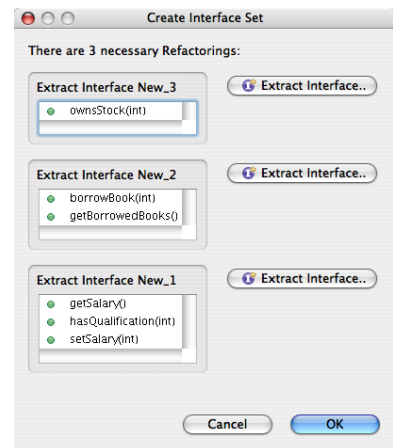 Create Interface Set
There are 3 necessary Refactorings:
Extract Interface New_3
Extract Interface..
ownsStock(int)
Extract Interface New_2
Extract Interface..
borrowBook(int)
getBorrowedBooks()
Extract Interface New_1
Extract Interface..
getSalary()
hasQualification(int)
setSalary(int)
Cancel
OK